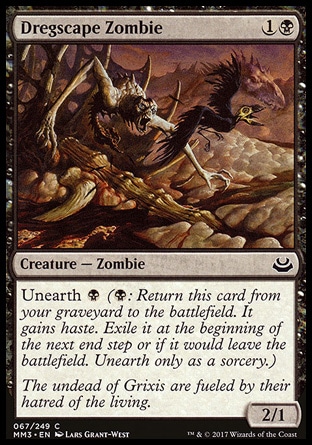 Dregscape Zombie 1
Creature — Zombie
Unearth (: Return this card from
your graveyard to the battlefield. It
gains haste. Exile it at the beginning of
the next end step or if it would leave the
battlefield. Unearth only as a sorcery.)
The undead of Grixis are fueled by their
hatred of the living.
2/1
067/249 C
MM3 • EN Lars Grant-West ™ & © 2017 Wizards of the Coast